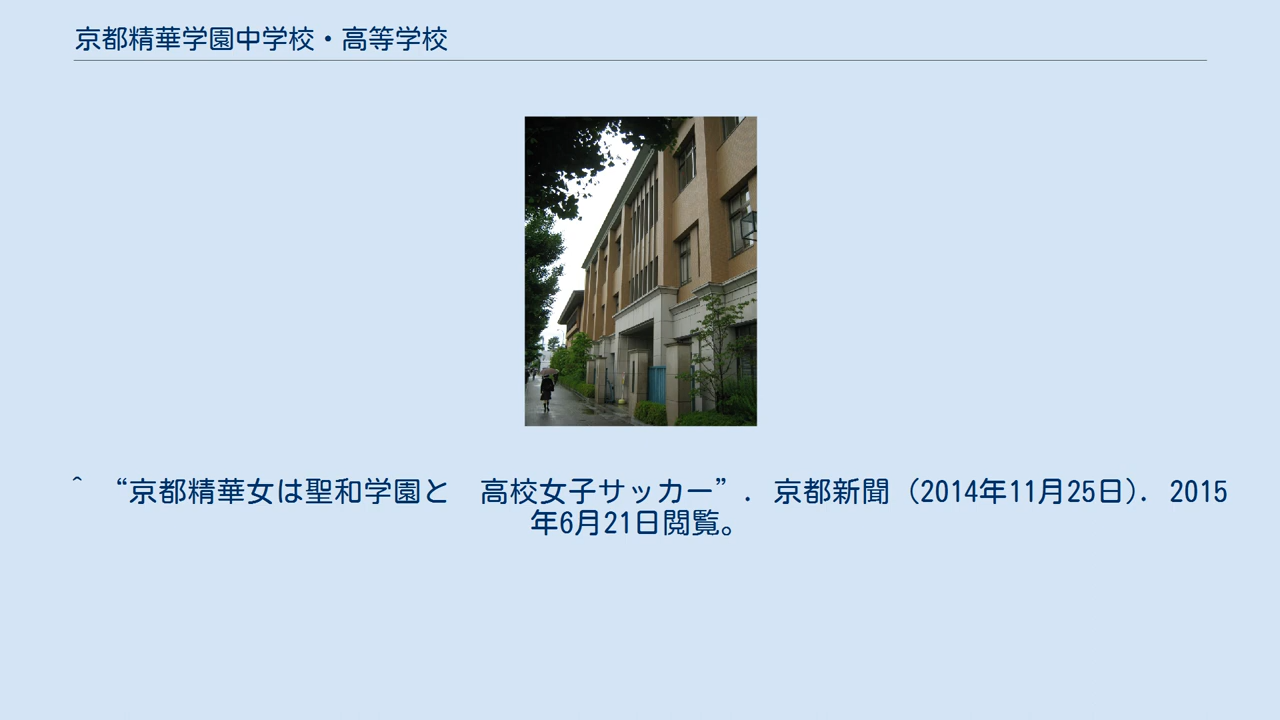 京都精華学園中学校・高等学校
^ “京都精華女は聖和学園と　高校女子サッカー”. 京都新聞 (2014年11月25日). 2015
年6月21日閲覧。